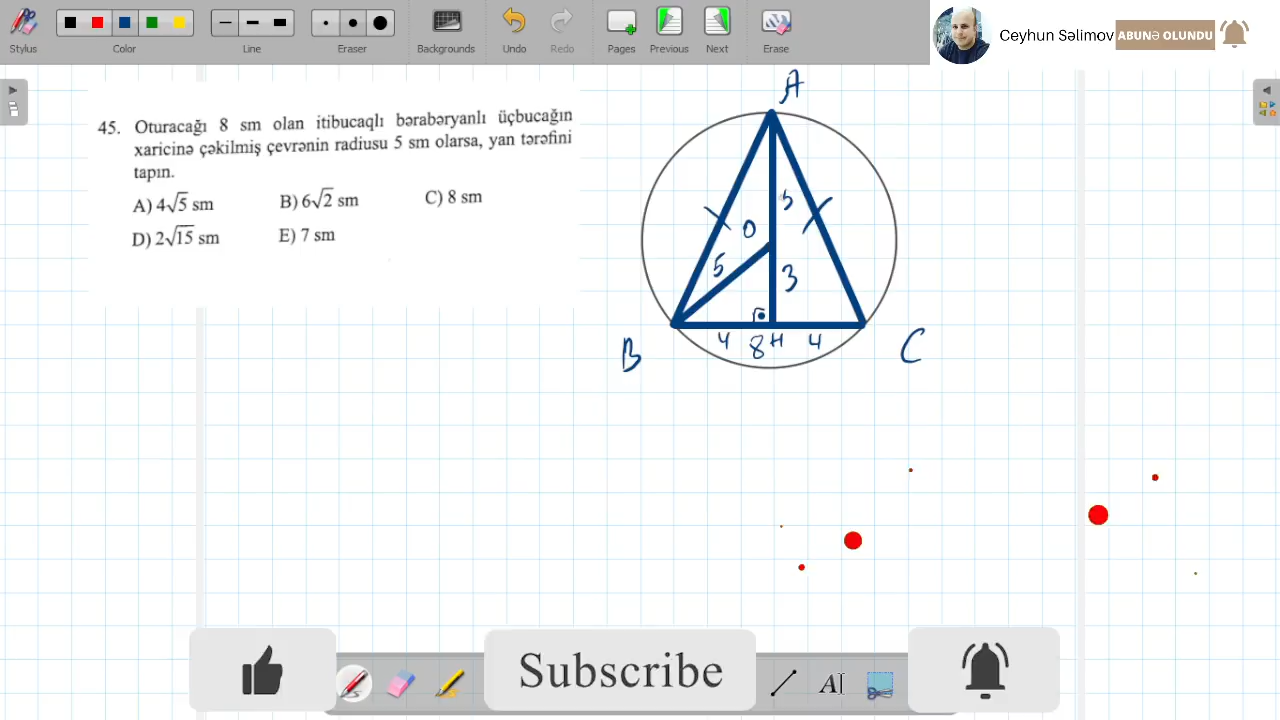 Stylus
Color
Line
Eraser
Backgrounds
Undo
Redo
Pages
Previous
Next
Erase
Ceyhun Səlimov
ABUNƏ OLUNDU
45. Oturacağı 8 sm olan itibucaqlı bərabəryanlı üçbucağın
xaricinə çəkilmiş çevrənin radiusu 5 sm olarsa, yan tərəfini
tapın.
A) 4√5 sm B) 6√2 sm C) 8 sm
D) 2√15 sm E) 7 sm
A
5
O
5
3
4 8 H 4
B
C
Subscribe
A